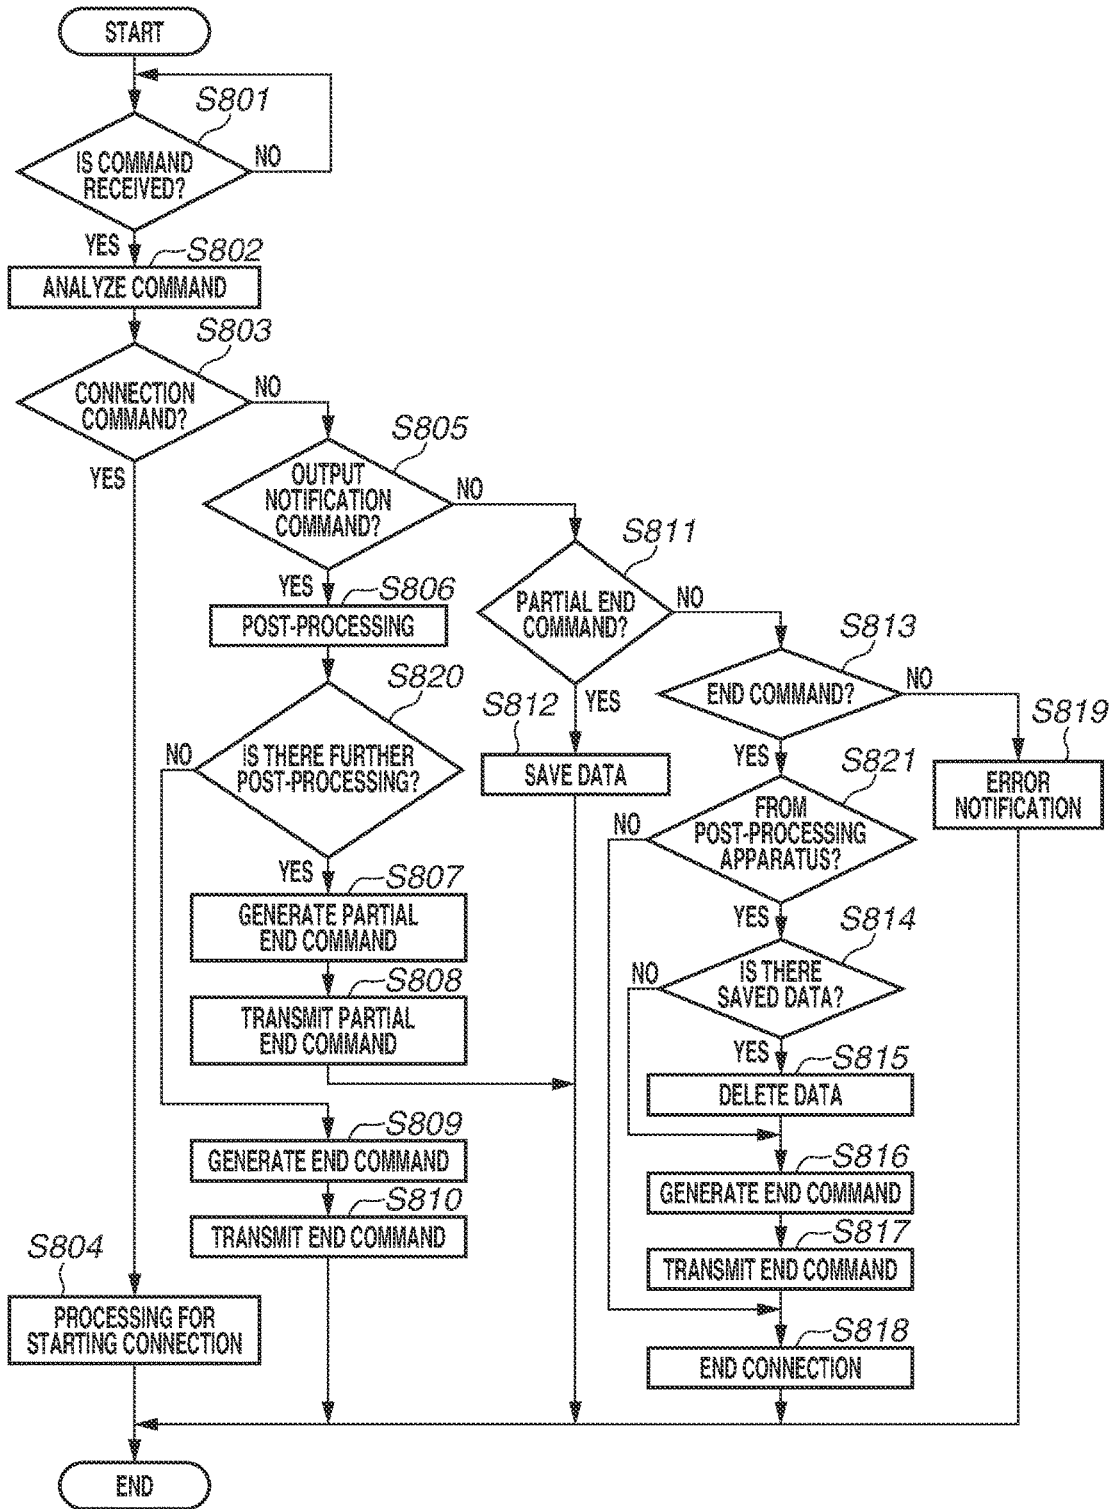 START
S801
IS COMMAND
RECEIVED?
NO
YES
S802
ANALYZE COMMAND
S803
CONNECTION
COMMAND?
NO
YES
S805
OUTPUT
NOTIFICATION
COMMAND?
NO
YES
S806
POST-PROCESSING
S811
PARTIAL END
COMMAND?
NO
YES
S812
SAVE DATA
S813
END COMMAND?
NO
YES
S819
ERROR
NOTIFICATION
S820
IS THERE FURTHER
POST-PROCESSING?
NO
YES
S821
FROM
POST-PROCESSING
APPARATUS?
NO
YES
S807
GENERATE PARTIAL
END COMMAND
S808
TRANSMIT PARTIAL
END COMMAND
S814
IS THERE
SAVED DATA?
NO
YES
S815
DELETE DATA
S809
GENERATE END COMMAND
S810
TRANSMIT END COMMAND
S816
GENERATE END COMMAND
S817
TRANSMIT END COMMAND
S804
PROCESSING FOR
STARTING CONNECTION
S818
END CONNECTION
END